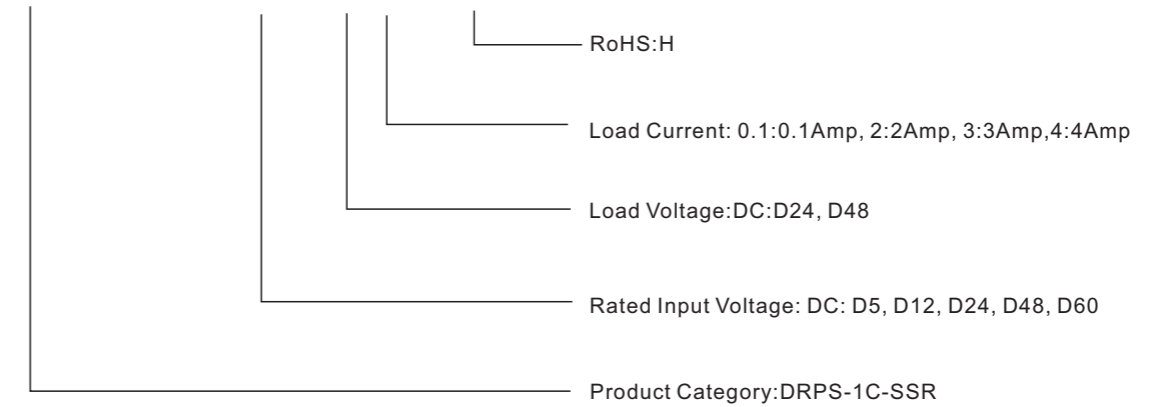 RoHS:H
Load Current: 0.1:0.1Amp, 2:2Amp, 3:3Amp,4:4Amp
Load Voltage:DC:D24, D48
Rated Input Voltage: DC: D5, D12, D24, D48, D60
Product Category:DRPS-1C-SSR